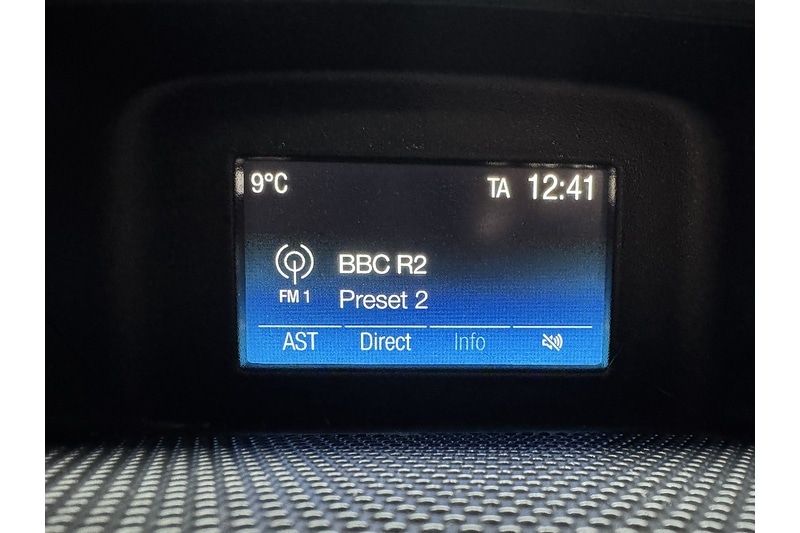 9°C TA 12:41
BBC R2
FM 1 Preset 2
AST Direct Info